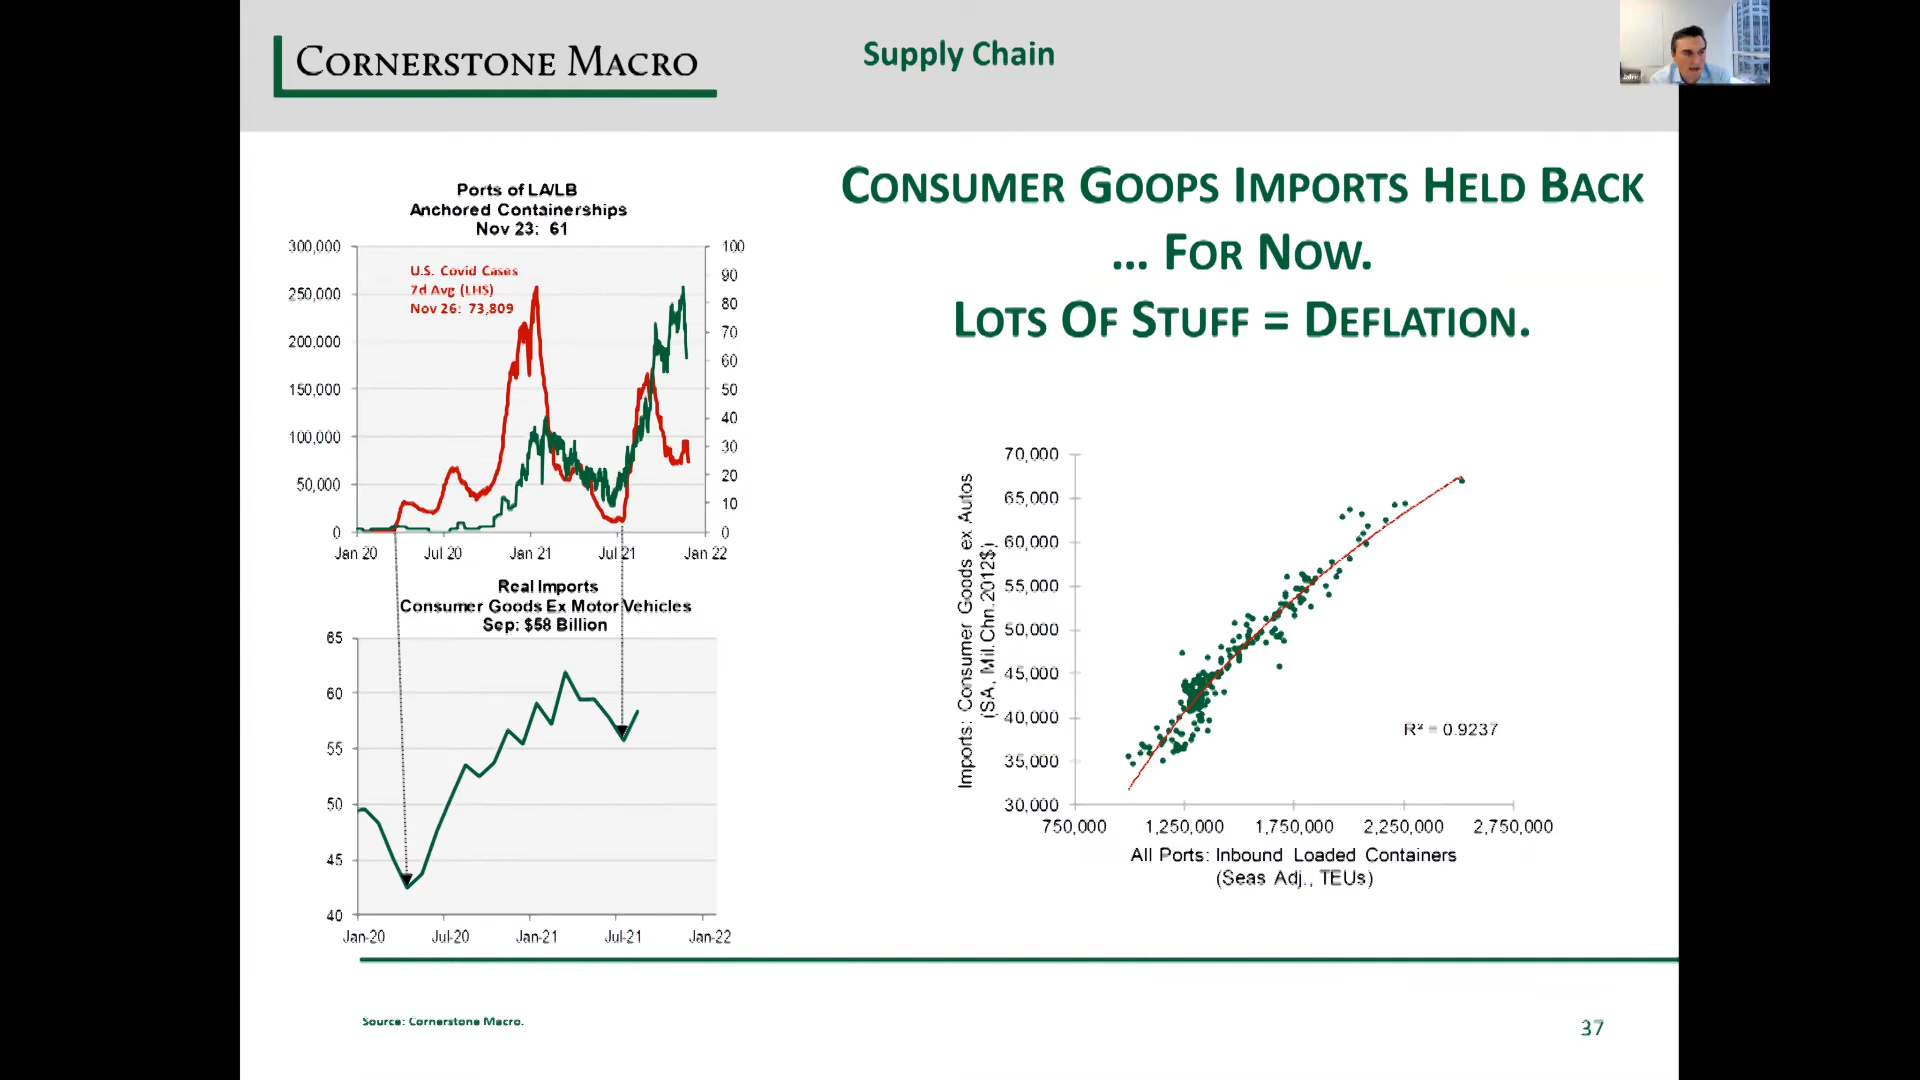 CORNERSTONE MACRO
Supply Chain
CONSUMER GOOPS IMPORTS HELD BACK
... FOR NOW.
LOTS OF STUFF = DEFLATION.
Ports of LA/LB
Anchored Containerships
Nov 23: 61
U.S. Covid Cases
7d Avg (LHS)
Nov 26: 73,809
300,000
250,000
200,000
150,000
100,000
50,000
0
100
90
80
70
60
50
40
30
20
10
0
Jan 20 Jul 20 Jan 21 Jul 21 Jan 22
Real Imports
Consumer Goods Ex Motor Vehicles
Sep: $58 Billion
65
60
55
50
45
40
Jan-20 Jul-20 Jan-21 Jul-21 Jan-22
Imports: Consumer Goods ex Autos
(SA, Mil.Chn.2012$)
70,000
65,000
60,000
55,000
50,000
45,000
40,000
35,000
30,000
R² = 0.9237
750,000 1,250,000 1,750,000 2,250,000 2,750,000
All Ports: Inbound Loaded Containers
(Seas Adj., TEUs)
Source: Cornerstone Macro.
37